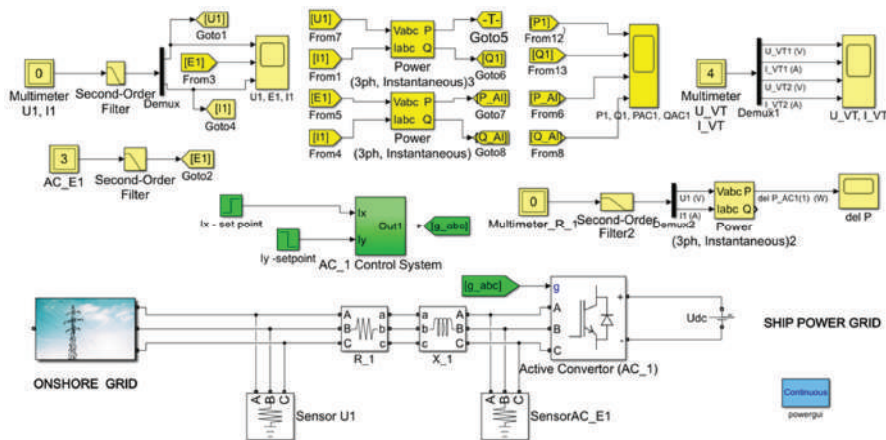 [U1]
Goto1
0
Multimeter
U1, I1
Second-Order
Filter
Demux
[E1]
From3
[I1]
Goto4
U1, E1, I1
3
AC_E1
Second-Order
Filter
[E1]
Goto2
[U1]
From7
[I1]
From1
Vabc P
Iabc Q
Power
(3ph, Instantaneous)3
-T-
Goto5
[Q1]
Goto6
[E1]
From5
[I1]
From4
Vabc P
Iabc Q
Power
(3ph, Instantaneous)
[P_AI]
Goto7
[Q_AI]
Goto8
[P1]
From12
[Q1]
From13
[P_AI]
From6
[Q_AI]
From8
P1, Q1, PAC1, QAC1
4
Multimeter
U_VT
I_VT
Demux1
U_VT1 (V)
I_VT1 (A)
U_VT2 (V)
I_VT2 (A)
U_VT, I_VT
Ix - set point
Iy -setpoint
Ix
Iy
Out1
AC_1 Control System
[g_abc]
0
Multimeter_R_1
Second-Order
Filter2
Demux2
U1 (V)
I1 (A)
Vabc P
Iabc Q
Power
(3ph, Instantaneous)2
del P_AC1(1) (W)
del P
ONSHORE GRID
A
B
C
a
b
c
R_1
A
B
C
a
b
c
X_1
[g_abc]
g
A
B
C
+
-
Active Convertor (AC_1)
Udc
SHIP POWER GRID
A B C
Sensor U1
A B C
SensorAC_E1
Continuous
powergui